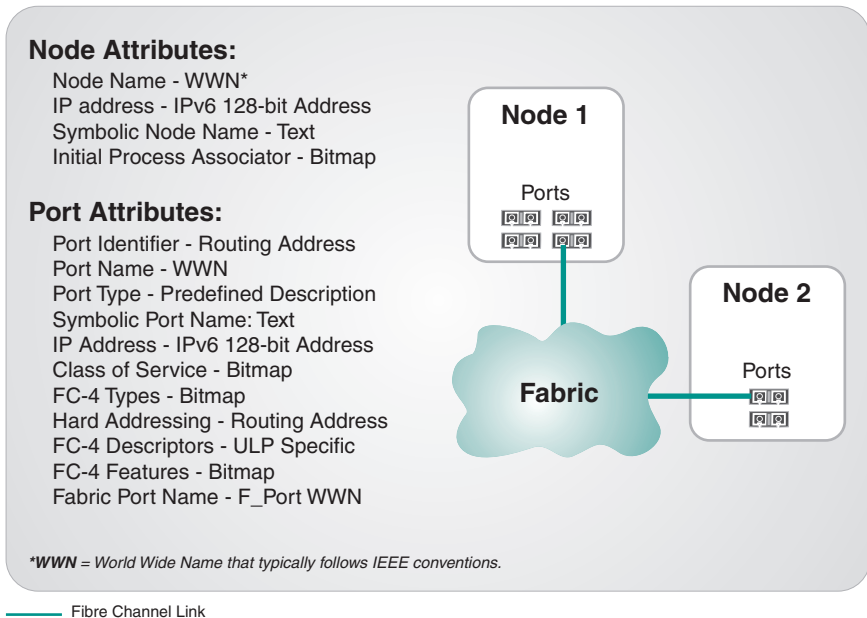 Node Attributes:
Node Name - WWN*
IP address - IPv6 128-bit Address
Symbolic Node Name - Text
Initial Process Associator - Bitmap
Port Attributes:
Port Identifier - Routing Address
Port Name - WWN
Port Type - Predefined Description
Symbolic Port Name: Text
IP Address - IPv6 128-bit Address
Class of Service - Bitmap
FC-4 Types - Bitmap
Hard Addressing - Routing Address
FC-4 Descriptors - ULP Specific
FC-4 Features - Bitmap
Fabric Port Name - F_Port WWN
*WWN = World Wide Name that typically follows IEEE conventions.
Node 1
Ports
Fabric
Node 2
Ports
Fibre Channel Link